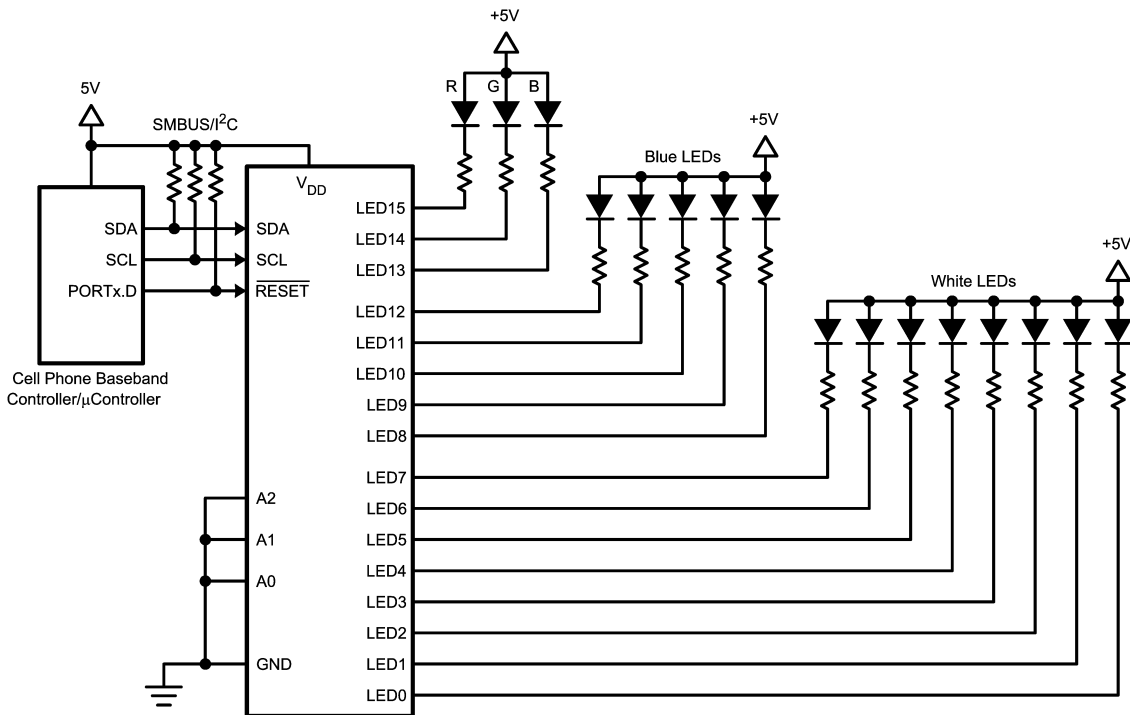 +5V
R G B
5V
SMBUS/I²C
+5V
Blue LEDs
V_DD
LED15
SDA SDA
LED14
SCL SCL
LED13
PORTx.D RESET
+5V
White LEDs
LED12
LED11
LED10
Cell Phone Baseband
Controller/μController
LED9
LED8
LED7
A2
LED6
A1
LED5
LED4
A0
LED3
LED2
GND
LED1
LED0